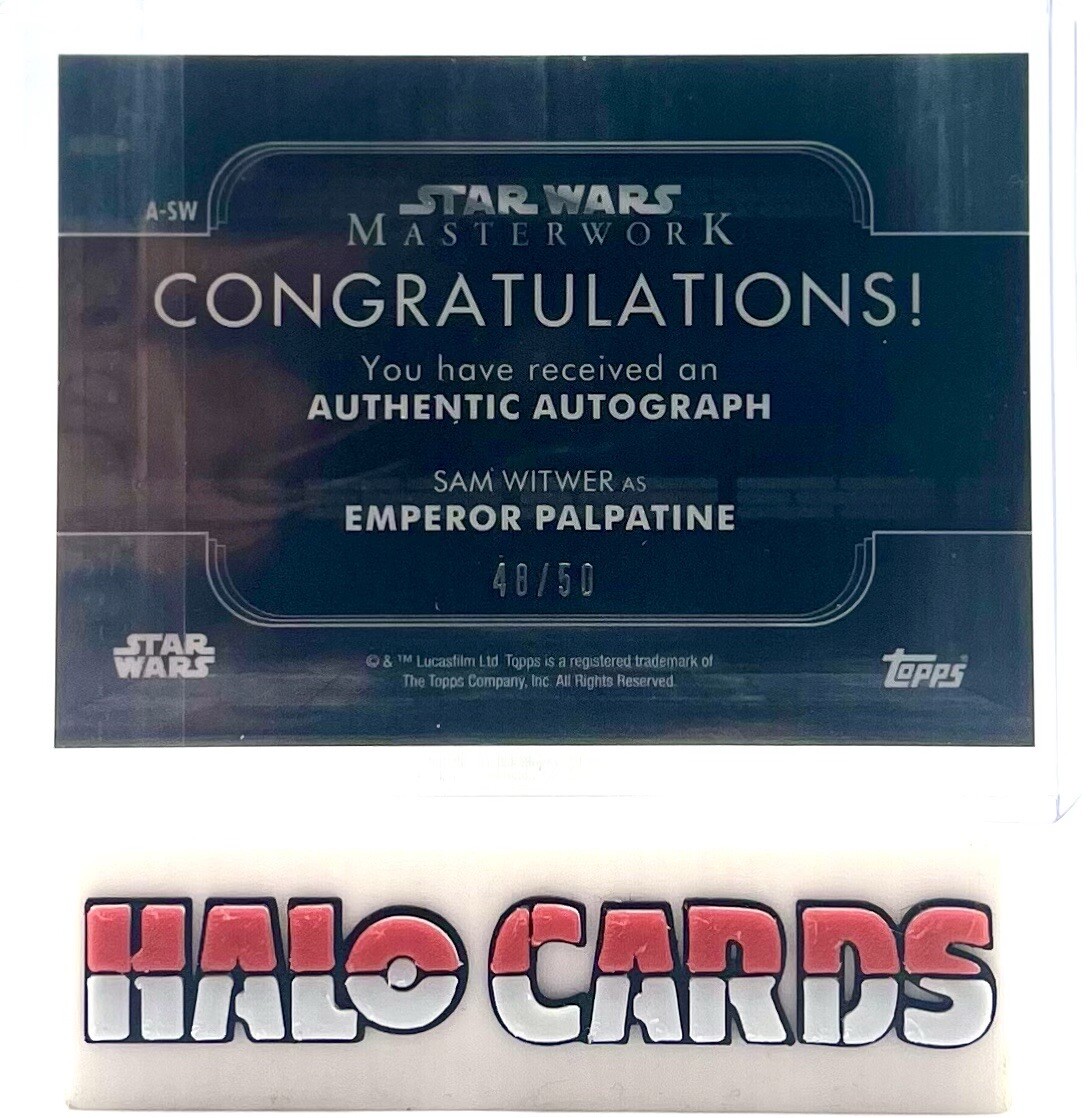 A-SW
STAR WARS
MASTERWORK
CONGRATULATIONS!
You have received an
AUTHENTIC AUTOGRAPH
SAM WITWER AS
EMPEROR PALPATINE
48/50
STAR
WARS
© & ™ Lucasfilm Ltd Topps is a registered trademark of
The Topps Company, Inc. All Rights Reserved.
Topps
HALO CARDS